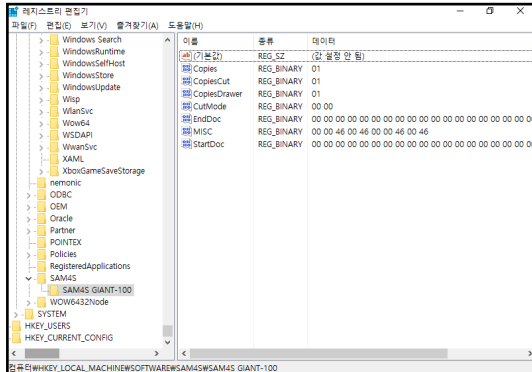 레지스트리 편집기
파일(F) 편집(E) 보기(V) 즐겨찾기(A) 도움말(H)
Windows Search
WindowsRuntime
WindowsSelfHost
WindowsStore
WindowsUpdate
Wisp
WlanSvc
Wow64
WSDAPI
WwanSvc
XAML
XboxGameSaveStorage
nemonic
ODBC
OEM
Oracle
Partner
POINTEX
Policies
RegisteredApplications
SAM4S
SAM4S GIANT-100
WOW6432Node
SYSTEM
HKEY_USERS
HKEY_CURRENT_CONFIG
이름 종류 데이터
(기본값) REG_SZ (값 설정 안 됨)
Copies REG_BINARY 01
CopiesCut REG_BINARY 01
CopiesDrawer REG_BINARY 01
CutMode REG_BINARY 00 00
EndDoc REG_BINARY 00 00 00 00 00 00 00 00 00 00 00 00 00 00 00 00
MISC REG_BINARY 00 00 46 00 46 00 00 46 00 46
StartDoc REG_BINARY 00 00 00 00 00 00 00 00 00 00 00 00 00 00 00 00
컴퓨터₩HKEY_LOCAL_MACHINE₩SOFTWARE₩SAM4S₩SAM4S GIANT-100